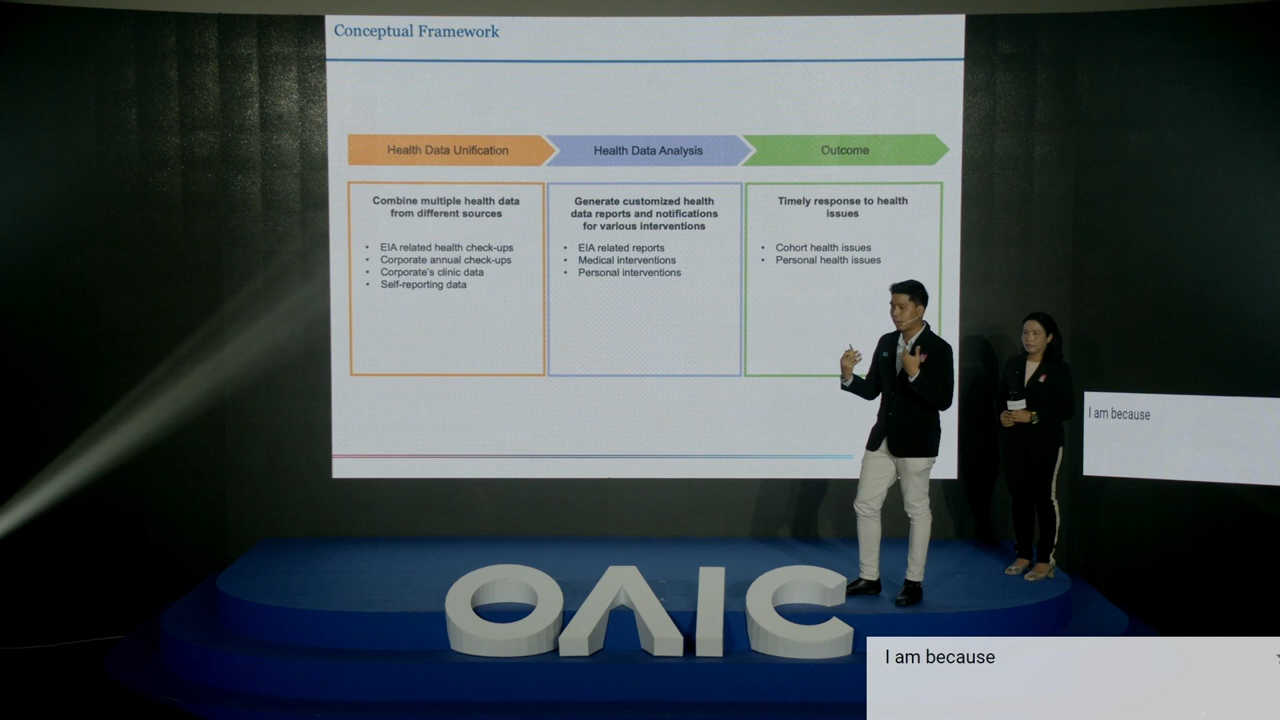 Conceptual Framework
Health Data Unification
Health Data Analysis
Outcome
Combine multiple health data
from different sources
• EIA related health check-ups
• Corporate annual check-ups
• Corporate's clinic data
• Self-reporting data
Generate customized health
data reports and notifications
for various interventions
• EIA related reports
• Medical interventions
• Personal interventions
Timely response to health
issues
• Cohort health issues
• Personal health issues
I am because
OAIC
I am because